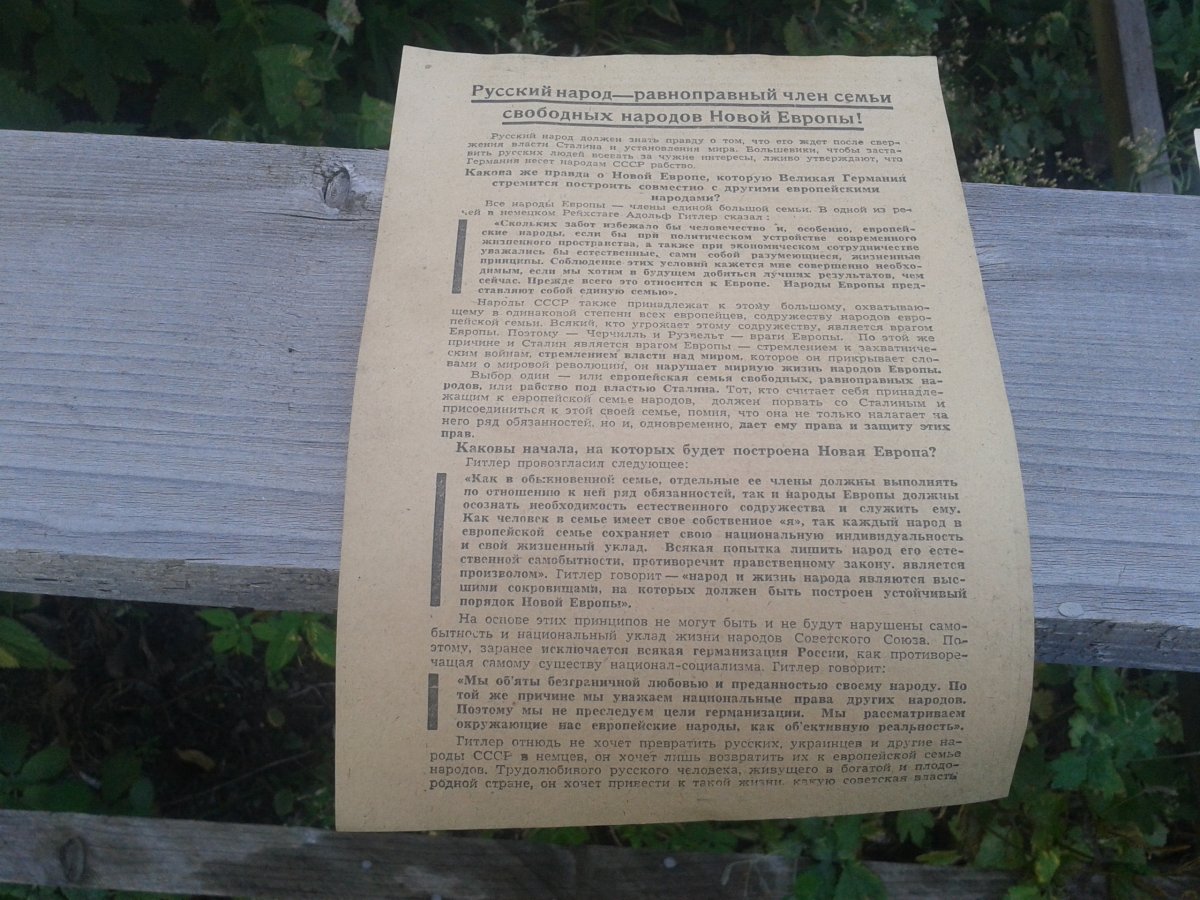 Русский народ—равноправный член семьи
свободных народов Новой Европы!
Русский народ должен знать правду о том, что его ждет после свер-
жения власти Сталина и установления мира. Большевики, чтобы заста-
вить русских людей воевать за чужие интересы, лживо утверждают, что
Германия несет народам СССР рабство.
Какова же правда о Новой Европе, которую Великая Германия
стремится построить совместно с другими европейскими
народами?
Все народы Европы — члены единой большой семьи. В одной из ре-
чей в немецком Рейхстаге Адольф Гитлер сказал:
«Скольких забот избежало бы человечество и, особенно, европей-
ские народы, если бы при политическом устройстве современного
жизненного пространства, а также при экономическом сотрудничестве
уважались бы естественные, сами собой разумеющиеся, жизненные
принципы. Соблюдение этих условий кажется мне совершенно необхо-
димым, если мы хотим в будущем добиться лучших результатов, чем
сейчас. Прежде всего это относится к Европе. Народы Европы пред-
ставляют собой единую семью».
Народы СССР также принадлежат к этому большому, охватываю-
щему в одинаковой степени всех европейцев, содружеству народов евро-
пейской семьи. Всякий, кто угрожает этому содружеству, является врагом
Европы. Поэтому — Черчилль и Рузвельт — враги Европы. По этой же
причине и Сталин является врагом Европы — стремлением к захватниче-
ским войнам, стремлением власти над миром, которое он прикрывает сло-
вами о мировой революции, он нарушает мирную жизнь народов Европы.
Выбор один — или европейская семья свободных, равноправных на-
родов, или рабство под властью Сталина. Тот, кто считает себя принадле-
жащим к европейской семье народов, должен порвать со Сталиным и
присоединиться к этой своей семье, помня, что она не только налагает на
него ряд обязанностей, но и, одновременно, дает ему права и защиту этих
прав.
Каковы начала, на которых будет построена Новая Европа?
Гитлер провозгласил следующее:
«Как в обыкновенной семье, отдельные ее члены должны выполнять
по отношению к ней ряд обязанностей, так и народы Европы должны
осознать необходимость естественного содружества и служить ему.
Как человек в семье имеет свое собственное «я», так каждый народ в
европейской семье сохраняет свою национальную индивидуальность
и свой жизненный уклад. Всякая попытка лишить народ его есте-
ственной самобытности, противоречит нравственному закону, является
произволом». Гитлер говорит — «народ и жизнь народа являются выс-
шими сокровищами, на которых должен быть построен устойчивый
порядок Новой Европы».
На основе этих принципов не могут быть и не будут нарушены само-
бытность и национальный уклад жизни народов Советского Союза. По-
этому, заранее исключается всякая германизация России, как противоре-
чащая самому существу национал-социализма. Гитлер говорит:
«Мы об'яты безграничной любовью и преданностью своему народу. По
той же причине мы уважаем национальные права других народов.
Поэтому мы не преследуем цели германизации. Мы рассматриваем
окружающие нас европейские народы, как об'ективную реальность».
Гитлер отнюдь не хочет превратить русских, украинцев и другие на-
роды СССР в немцев, он хочет лишь возвратить их к европейской семье
народов. Трудолюбивого русского человека, живущего в богатой и плодо-
родной стране, он хочет привести к такой жизни, какую советская власть